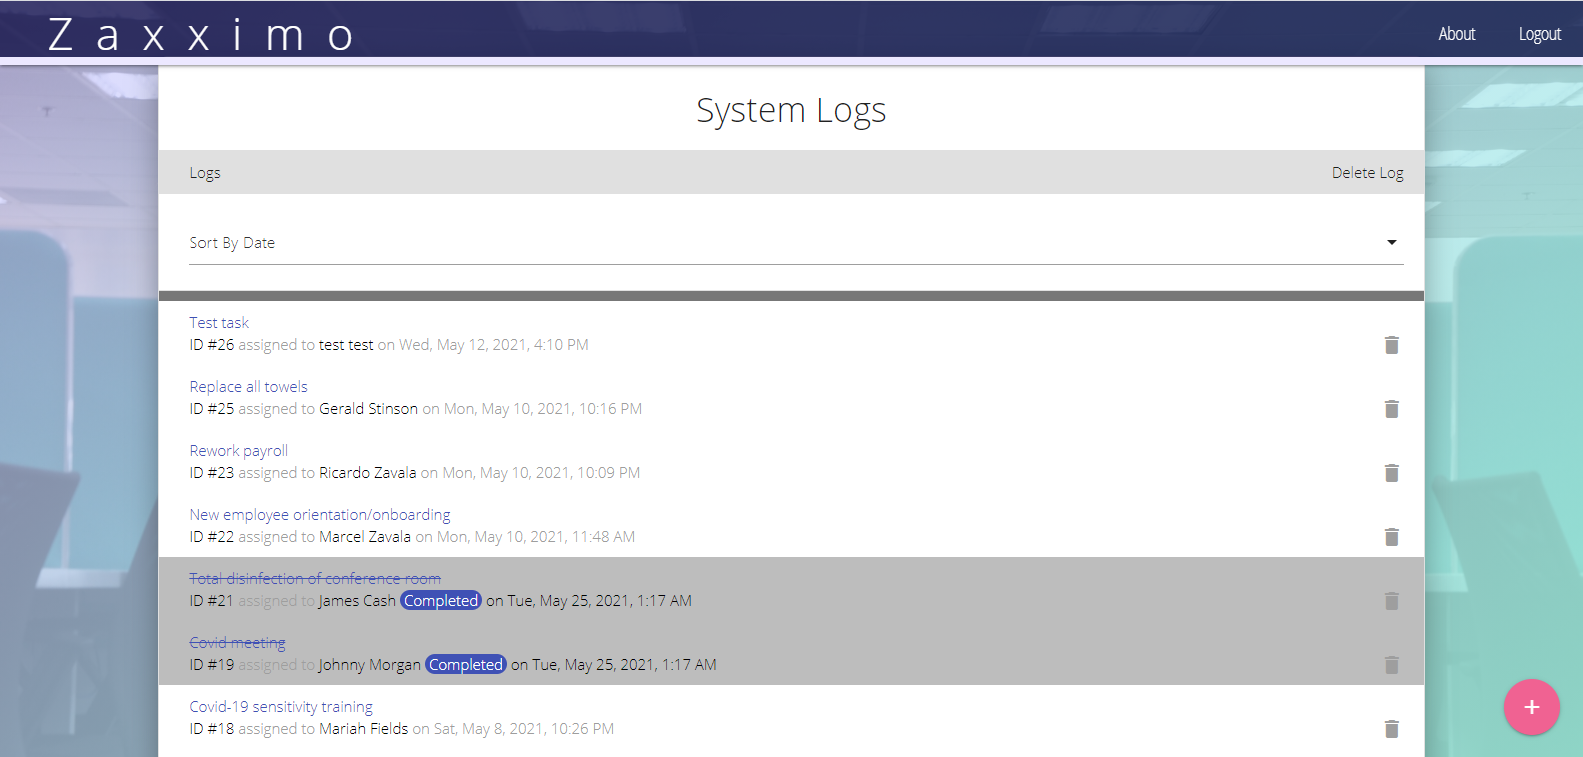 Zaxximo
About
Logout
System Logs
Logs
Delete Log
Sort By Date
Test task
ID #26 assigned to test test on Wed, May 12, 2021, 4:10 PM
Replace all towels
ID #25 assigned to Gerald Stinson on Mon, May 10, 2021, 10:16 PM
Rework payroll
ID #23 assigned to Ricardo Zavala on Mon, May 10, 2021, 10:09 PM
New employee orientation/onboarding
ID #22 assigned to Marcel Zavala on Mon, May 10, 2021, 11:48 AM
Total disinfection of conference room
ID #21 assigned to James Cash Completed on Tue, May 25, 2021, 1:17 AM
Covid meeting
ID #19 assigned to Johnny Morgan Completed on Tue, May 25, 2021, 1:17 AM
Covid-19 sensitivity training
ID #18 assigned to Mariah Fields on Sat, May 8, 2021, 10:26 PM
+